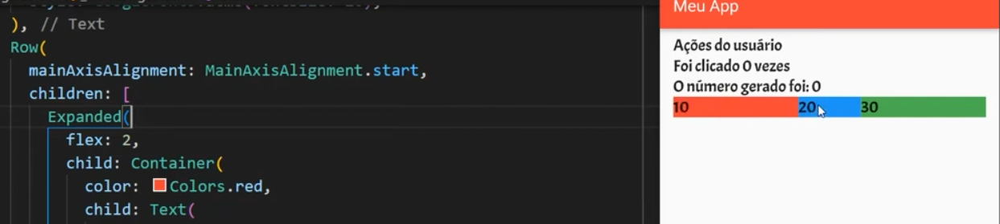 ), // Text
Row(
mainAxisAlignment: MainAxisAlignment.start,
children: [
Expanded(
flex: 2,
child: Container(
color: Colors.red,
child: Text(
Meu App
Ações do usuário
Foi clicado 0 vezes
O número gerado foi: 0
10 20 30